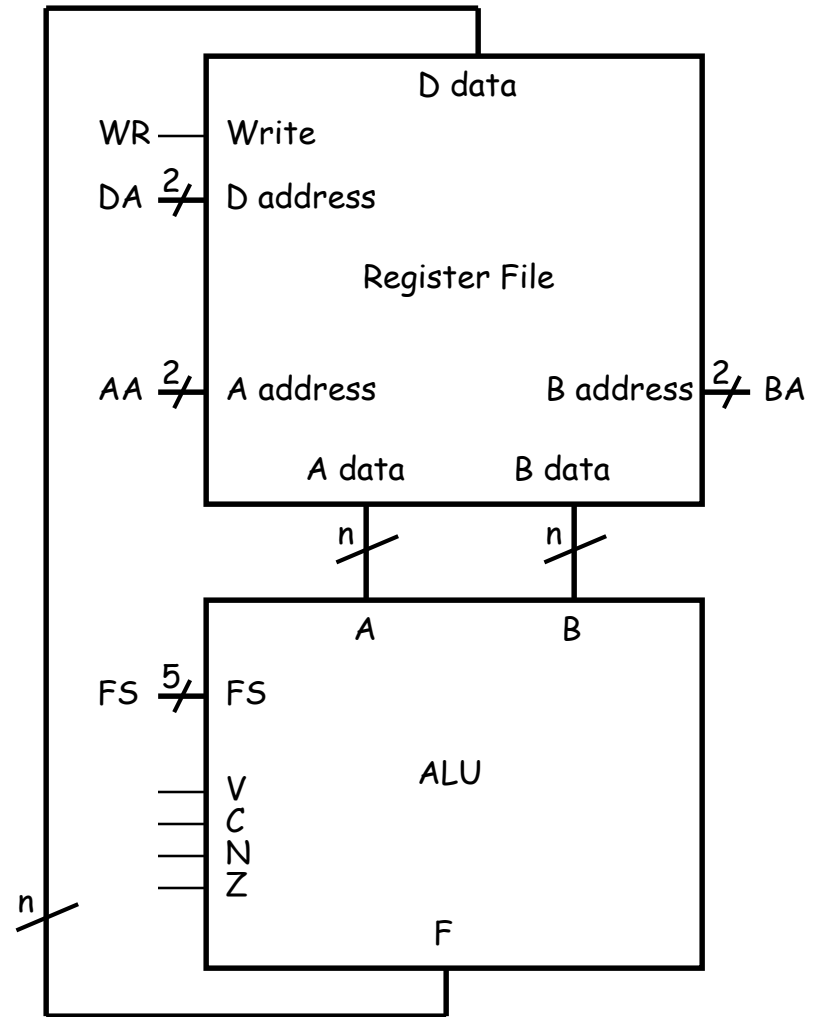 D data
WR Write
DA 2 D address
Register File
AA 2 A address B address 2 BA
A data B data
n n
A B
FS 5 FS
ALU
V
C
N
Z
n
F